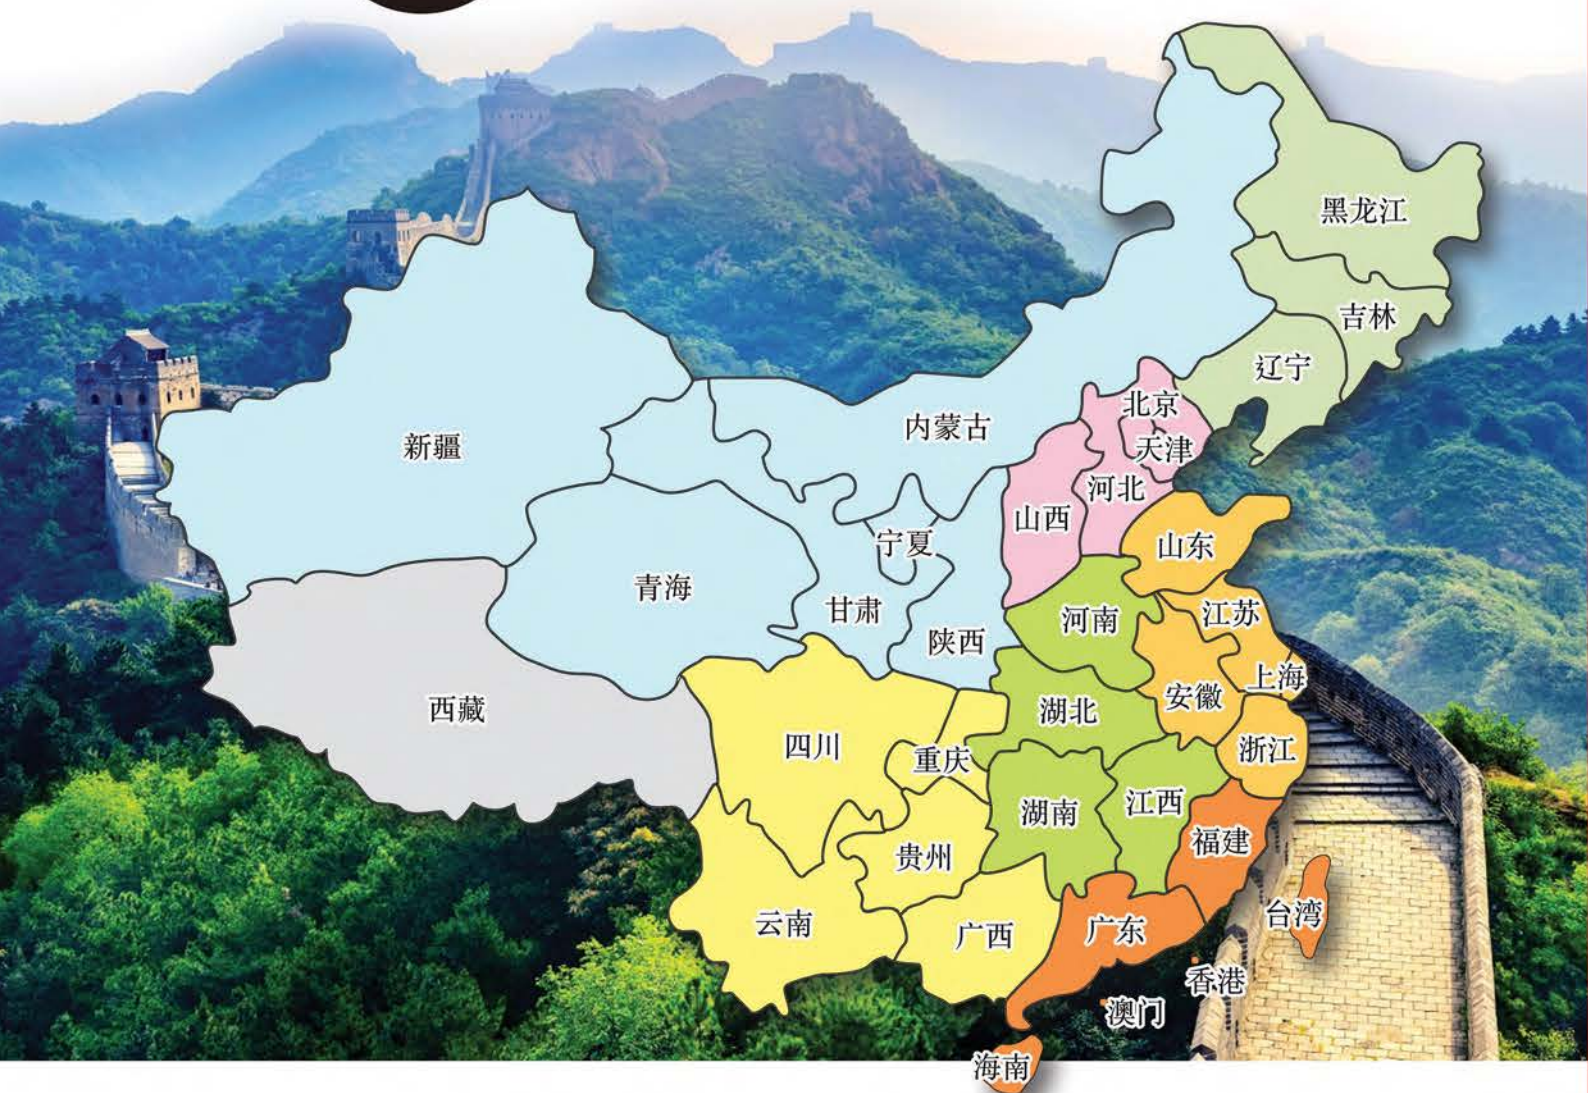 黑龙江
吉林
辽宁
内蒙古
北京
天津
河北
山西
新疆
山东
宁夏
青海
甘肃
陕西
河南
江苏
上海
安徽
湖北
西藏
四川
重庆
浙江
湖南
江西
福建
贵州
云南
广西
广东
台湾
香港
澳门
海南